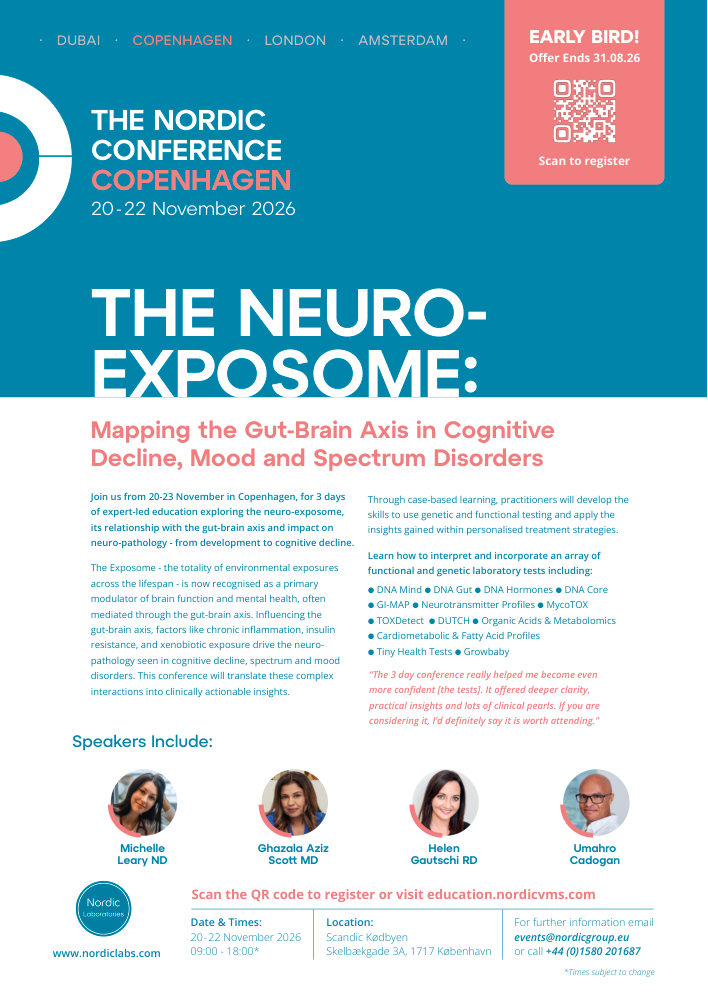 · DUBAI · COPENHAGEN · LONDON · AMSTERDAM ·
EARLY BIRD!
Offer Ends 31.08.26
Scan to register
THE NORDIC
CONFERENCE
COPENHAGEN
20-22 November 2026
THE NEURO-
EXPOSOME:
Mapping the Gut-Brain Axis in Cognitive
Decline, Mood and Spectrum Disorders
Join us from 20-23 November in Copenhagen, for 3 days
of expert-led education exploring the neuro-exposome,
its relationship with the gut-brain axis and impact on
neuro-pathology - from development to cognitive decline.
The Exposome - the totality of environmental exposures
across the lifespan - is now recognised as a primary
modulator of brain function and mental health, often
mediated through the gut-brain axis. Influencing the
gut-brain axis, factors like chronic inflammation, insulin
resistance, and xenobiotic exposure drive the neuro-
pathology seen in cognitive decline, spectrum and mood
disorders. This conference will translate these complex
interactions into clinically actionable insights.
Through case-based learning, practitioners will develop the
skills to use genetic and functional testing and apply the
insights gained within personalised treatment strategies.
Learn how to interpret and incorporate an array of
functional and genetic laboratory tests including:
● DNA Mind ● DNA Gut ● DNA Hormones ● DNA Core
● GI-MAP ● Neurotransmitter Profiles ● MycoTOX
● TOXDetect ● DUTCH ● Organic Acids & Metabolomics
● Cardiometabolic & Fatty Acid Profiles
● Tiny Health Tests ● Growbaby
"The 3 day conference really helped me become even
more confident [the tests]. It offered deeper clarity,
practical insights and lots of clinical pearls. If you are
considering it, I'd definitely say it is worth attending."
Speakers Include:
Michelle
Leary ND
Ghazala Aziz
Scott MD
Helen
Gautschi RD
Umahro
Cadogan
Nordic
Laboratories
www.nordiclabs.com
Scan the QR code to register or visit education.nordicvms.com
Date & Times:
20-22 November 2026
09:00 - 18:00*
Location:
Scandic Kødbyen
Skelbækgade 3A, 1717 København
For further information email
events@nordicgroup.eu
or call +44 (0)1580 201687
*Times subject to change